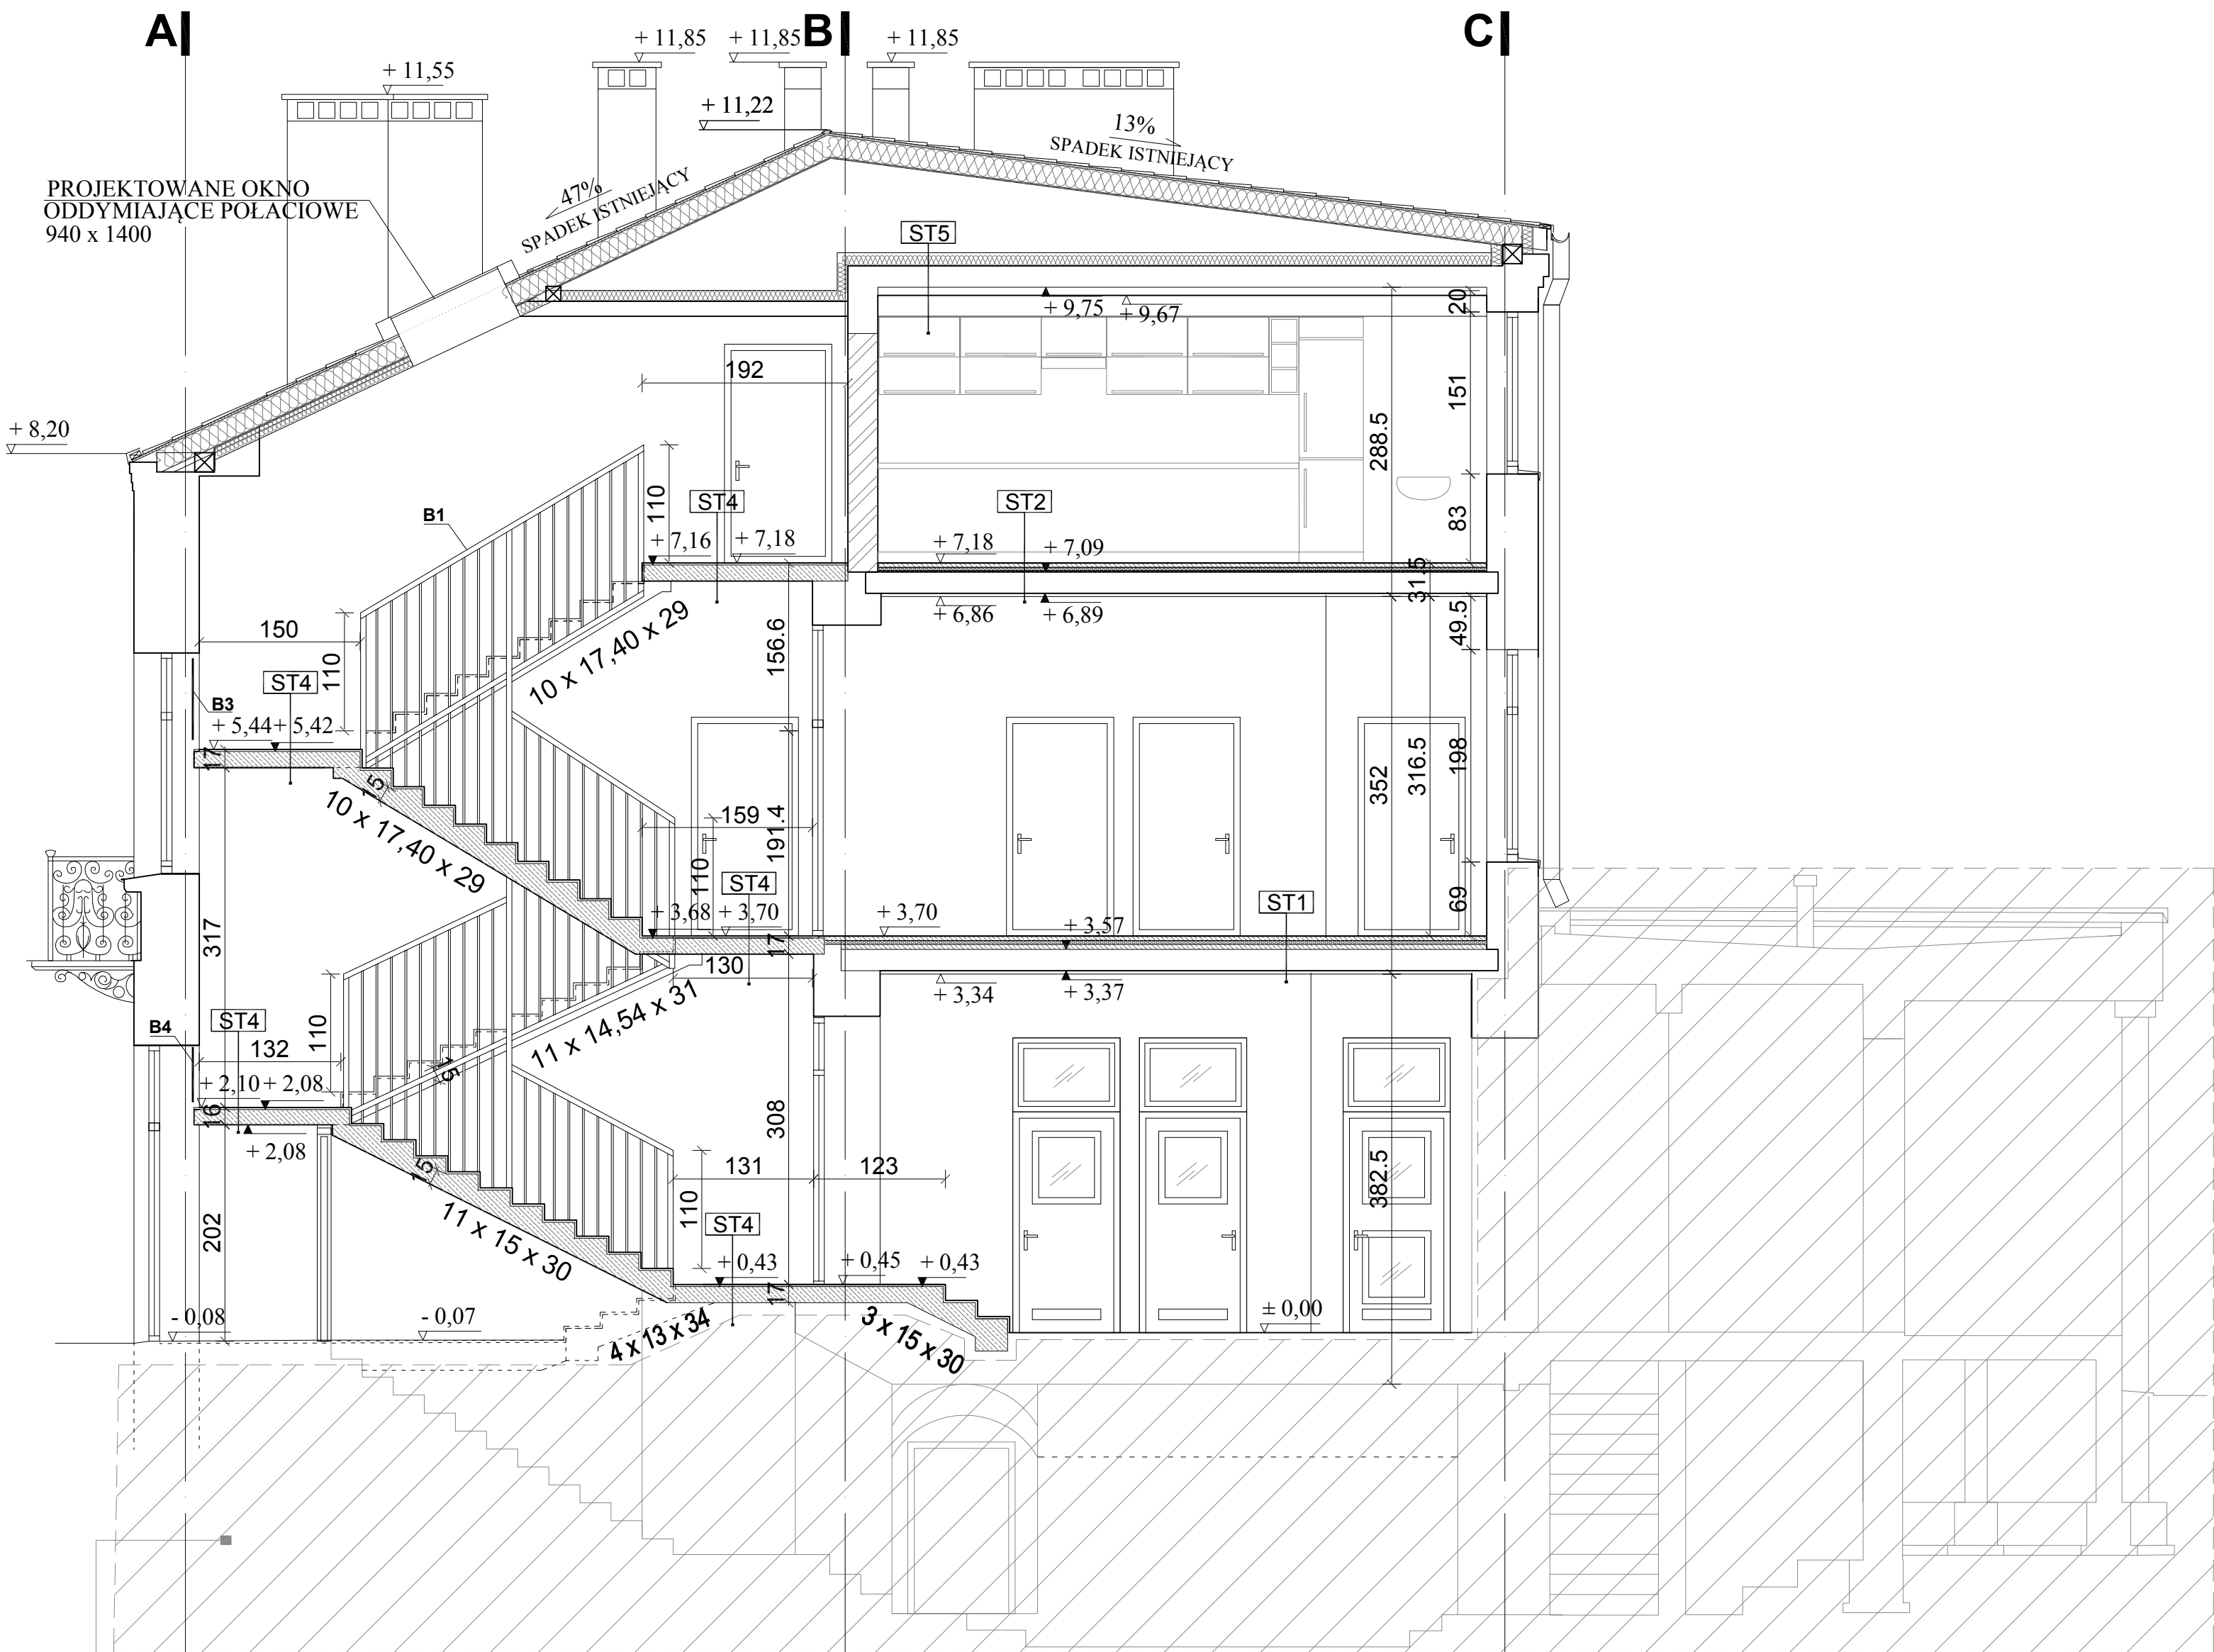 A
B
C
+ 11,85
+ 11,85
+ 11,85
+ 11,55
+ 11,22
13%
SPADEK ISTNIEJĄCY
47%
SPADEK ISTNIEJĄCY
PROJEKTOWANE OKNO
ODDYMIAJĄCE POŁACIOWE
940 x 1400
ST5
+ 9,75
+ 9,67
20
192
151
+ 8,20
288.5
110
ST4
ST2
B1
83
+ 7,16
+ 7,18
+ 7,18
+ 7,09
31.5
+ 6,86
+ 6,89
49.5
150
110
10 x 17,40 x 29
156.6
ST4
B3
+ 5,44
+ 5,42
17
15
10 x 17,40 x 29
352
316.5
198
159
191.4
110
ST4
ST1
69
+ 3,68
+ 3,70
+ 3,70
+ 3,57
17
317
130
+ 3,34
+ 3,37
110
11 x 14,54 x 31
ST4
B4
132
15
+ 2,10
+ 2,08
16
+ 2,08
308
15
131
123
382.5
110
11 x 15 x 30
ST4
202
+ 0,43
+ 0,45
+ 0,43
17
- 0,08
- 0,07
4 x 13 x 34
3 x 15 x 30
± 0,00